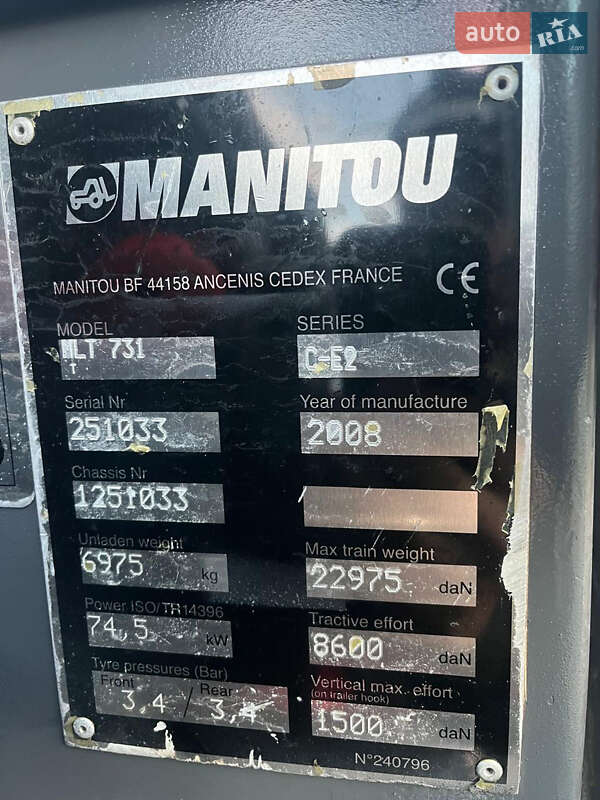 auto RIA.com
MANITOU
MANITOU BF 44158 ANCENIS CEDEX FRANCE CE
MODEL SERIES
MLT 731 C-E2
T
Serial Nr Year of manufacture
251033 2008
Chassis Nr
1251033
Unladen weight Max train weight
6975 kg 22975 daN
Power ISO/TR14396 Tractive effort
74,5 kW 8600 daN
Tyre pressures (Bar) Vertical max. effort
Front Rear (on trailer hook)
3,4 / 3,4 1500 daN
N°240796